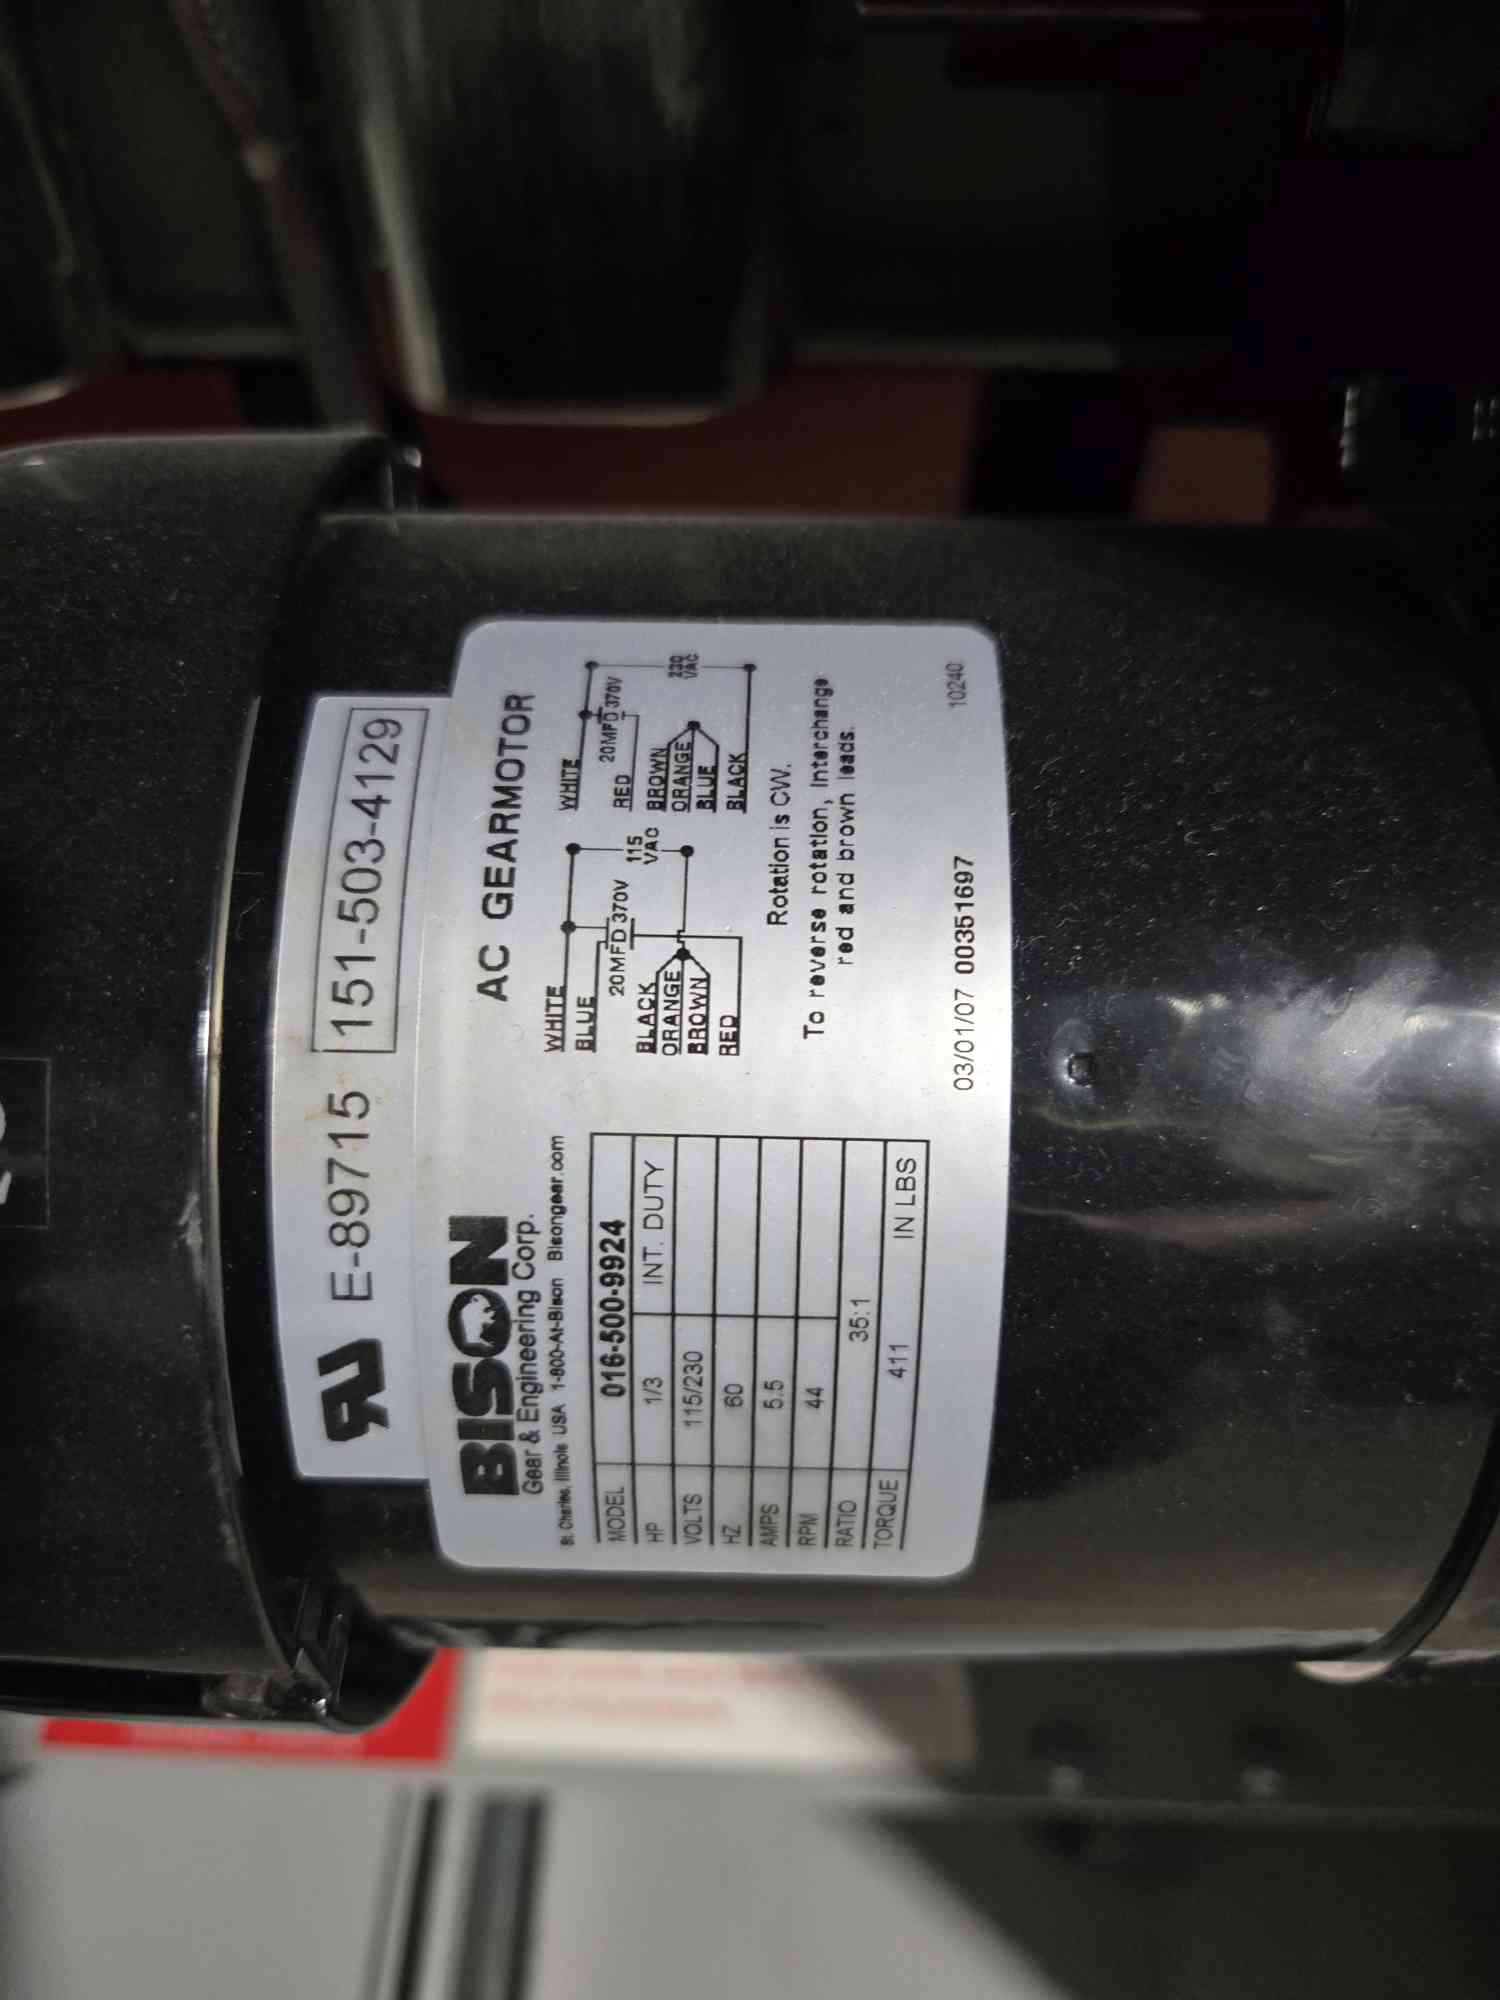 E-89715 151-503-4129
BISON
Gear & Engineering Corp.
St. Charles, Illinois USA 1-800-At-Bison Bisongear.com
MODEL 016-500-9924
HP 1/3 INT. DUTY
VOLTS 115/230
HZ 60
AMPS 5.5
RPM 44
RATIO 35:1
TORQUE 411 IN LBS
AC GEARMOTOR
WHITE
BLUE
20MFD 370V
BLACK
ORANGE
BROWN
RED
115
VAC
WHITE
20MFD 370V
RED
BROWN
ORANGE
BLUE
BLACK
230
VAC
Rotation is CW.
To reverse rotation, Interchange
red and brown leads.
03/01/07 00351697
10240